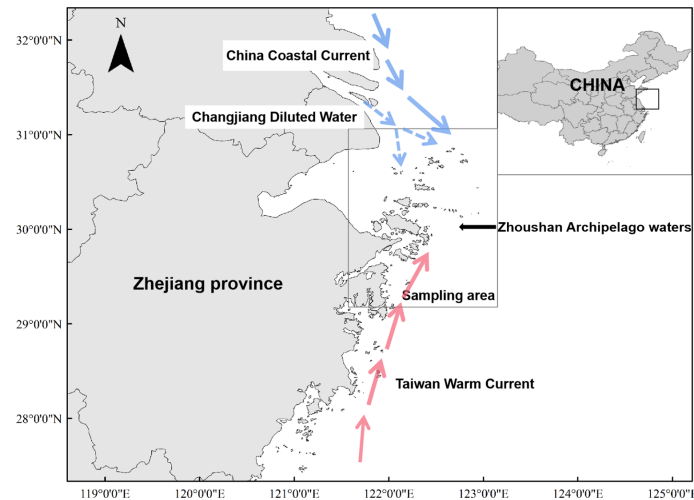 32°0'0"N
N
China Coastal Current
CHINA
Changjiang Diluted Water
31°0'0"N
30°0'0"N
Zhoushan Archipelago waters
Zhejiang province
Sampling area
29°0'0"N
Taiwan Warm Current
28°0'0"N
119°0'0"E 120°0'0"E 121°0'0"E 122°0'0"E 123°0'0"E 124°0'0"E 125°0'0"E